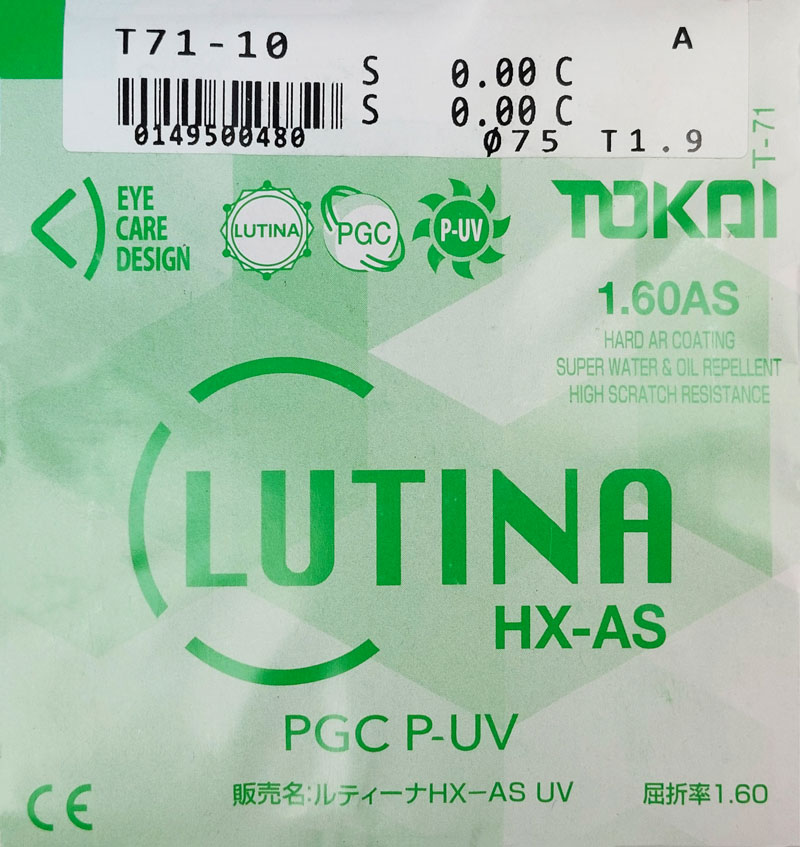 T71-10
A
S 0.00 C
S 0.00 C
0149500480
Ø75 T1.9
T-71
EYE
CARE
DESIGN
LUTINA
PGC
P-UV
TOKAI
1.60AS
HARD AR COATING
SUPER WATER & OIL REPELLENT
HIGH SCRATCH RESISTANCE
LUTINA
HX-AS
PGC P-UV
CE 販売名:ルティーナHX-AS UV 屈折率1.60